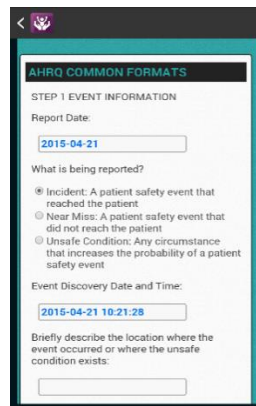 AHRQ COMMON FORMATS
STEP 1 EVENT INFORMATION
Report Date:
2015-04-21
What is being reported?
Incident: A patient safety event that
reached the patient
Near Miss: A patient safety event that
did not reach the patient
Unsafe Condition: Any circumstance
that increases the probability of a patient
safety event
Event Discovery Date and Time:
2015-04-21 10:21:28
Briefly describe the location where the
event occurred or where the unsafe
condition exists: